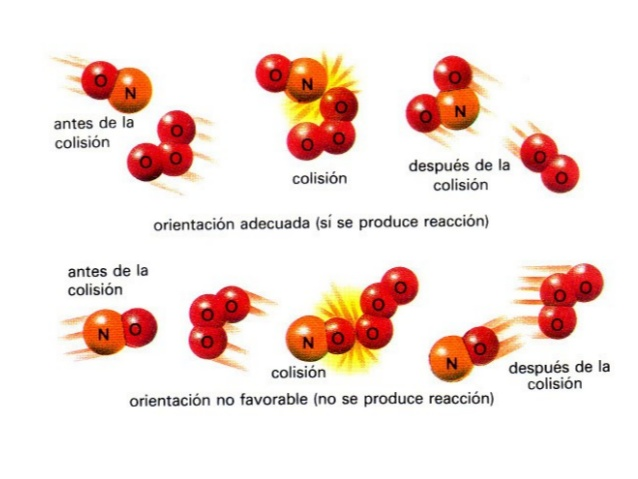 O N
O
O O
antes de la
colisión
O N
O
O O
colisión
O
O N
O
O
después de la
colisión
orientación adecuada (sí se produce reacción)
antes de la
colisión
N O
O O
O
O
O
N O O
colisión
N O
O O
O
después de la
colisión
orientación no favorable (no se produce reacción)